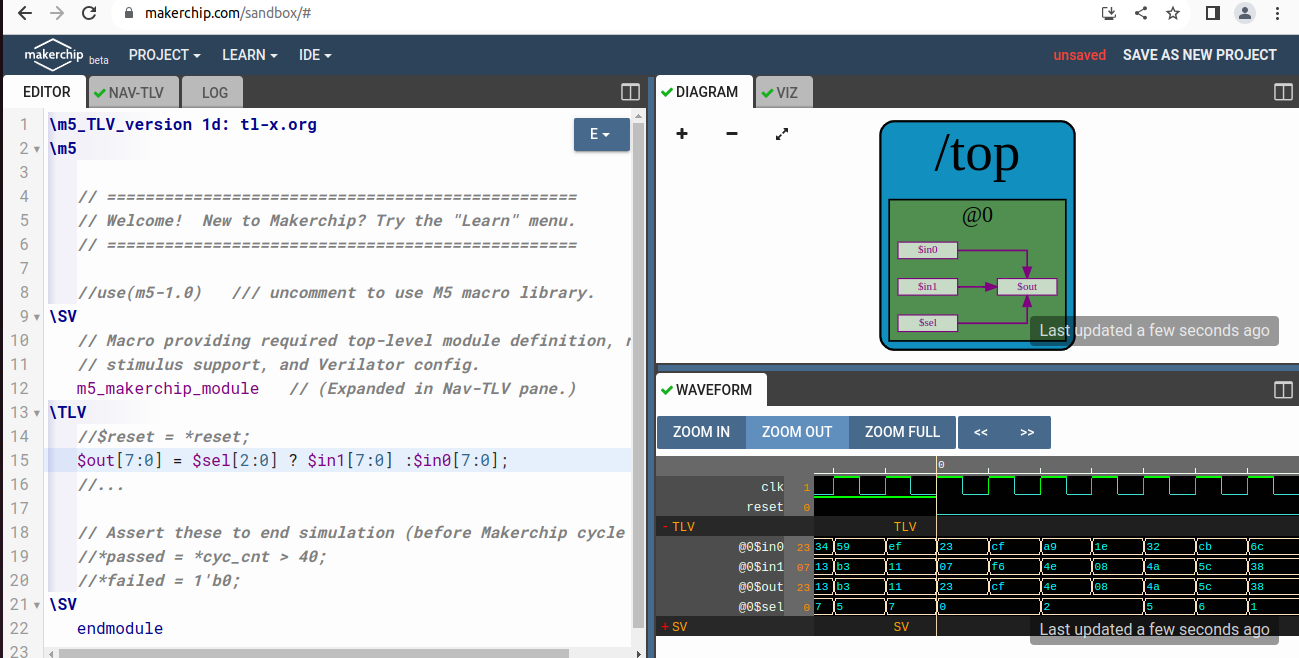 makerchip.com/sandbox/#
makerchip beta PROJECT LEARN IDE unsaved SAVE AS NEW PROJECT
EDITOR NAV-TLV LOG
1 \m5_TLV_version 1d: tl-x.org
2 \m5
3
4 // ===============================================
5 // Welcome!  New to Makerchip? Try the "Learn" menu.
6 // ===============================================
7
8 //use(m5-1.0)   /// uncomment to use M5 macro library.
9 \SV
10 // Macro providing required top-level module definition, r
11 // stimulus support, and Verilator config.
12 m5_makerchip_module   // (Expanded in Nav-TLV pane.)
13 \TLV
14 //$reset = *reset;
15 $out[7:0] = $sel[2:0] ? $in1[7:0] :$in0[7:0];
16 //...
17
18 // Assert these to end simulation (before Makerchip cycle
19 //*passed = *cyc_cnt > 40;
20 //*failed = 1'b0;
21 \SV
22 endmodule
23
E
DIAGRAM VIZ
/top
@0
$in0
$in1 $out
$sel
Last updated a few seconds ago
WAVEFORM
ZOOM IN ZOOM OUT ZOOM FULL << >>
0
clk 1
reset 0
- TLV TLV
@0$in0 23 34 59 ef 23 cf a9 1e 32 cb 6c
@0$in1 07 13 b3 11 07 f6 4e 08 4a 5c 38
@0$out 23 13 b3 11 23 cf 4e 08 4a 5c 38
@0$sel 0 7 5 7 0 2 5 6 1
+ SV SV
Last updated a few seconds ago